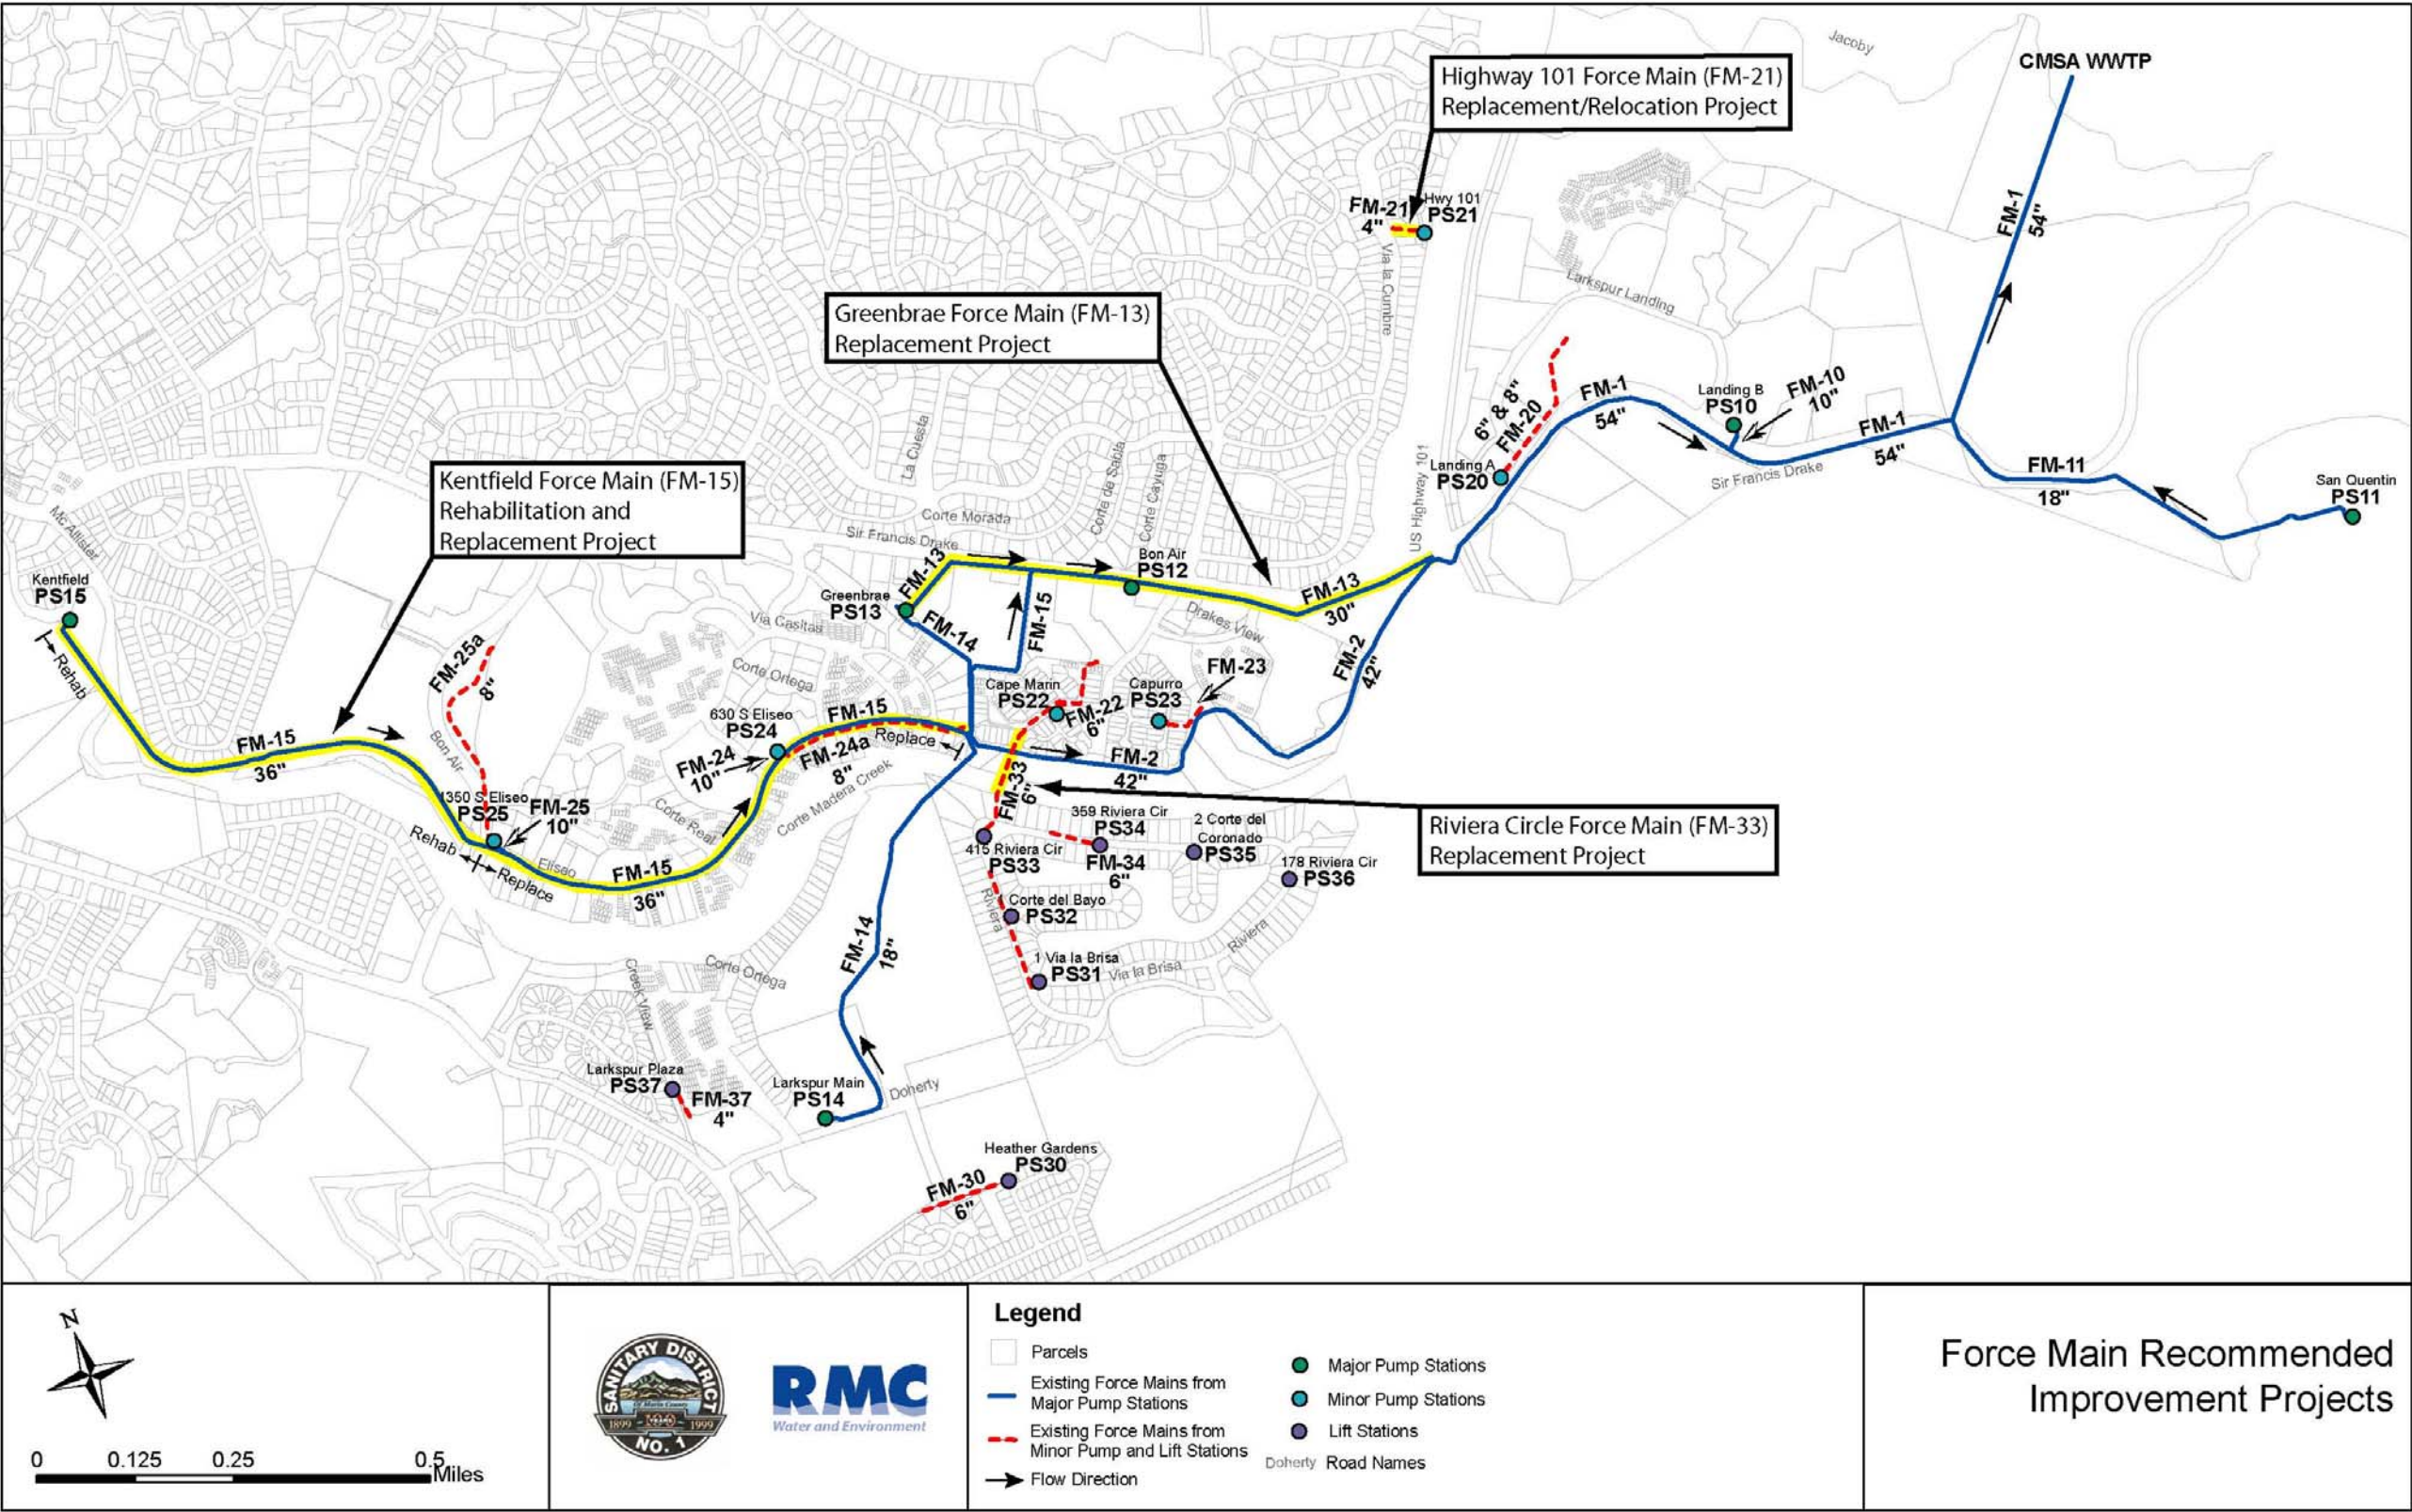 Jacoby
CMSA WWTP
Highway 101 Force Main (FM-21)
Replacement/Relocation Project
FM-1
54"
FM-21
4"
Hwy 101
PS21
Via la Cumbre
Larkspur Landing
Greenbrae Force Main (FM-13)
Replacement Project
6" & 8"
FM-20
FM-1
54"
Landing B
PS10
FM-10
10"
FM-1
54"
Sir Francis Drake
FM-11
18"
San Quentin
PS11
Landing A
PS20
US Highway 101
La Cuesta
Corte Morada
Corte de Sabla
Corte Cayuga
Sir Francis Drake
Kentfield Force Main (FM-15)
Rehabilitation and
Replacement Project
Mc Allister
Kentfield
PS15
Rehab
FM-13
Greenbrae
PS13
FM-14
FM-15
Bon Air
PS12
FM-13
30"
Drakes View
Via Casitas
FM-2
42"
FM-25a
8"
Corte Ortega
Cape Marin
PS22
FM-22
6"
Capurro
PS23
FM-23
630 S Eliseo
PS24
FM-15
FM-24a
8"
Replace
FM-24
10"
FM-15
36"
Bon Air
FM-2
42"
FM-33
6"
Corte Madera Creek
Corte Real
1350 S Eliseo
PS25
FM-25
10"
Rehab
Replace
Eliseo
FM-15
36"
359 Riviera Cir
PS34
FM-34
6"
2 Corte del
Coronado
PS35
178 Riviera Cir
PS36
Riviera Circle Force Main (FM-33)
Replacement Project
415 Riviera Cir
PS33
Riviera
Corte del Bayo
PS32
Riviera
1 Via la Brisa
PS31
Via la Brisa
FM-14
18"
Corte Ortega
Creek View
Larkspur Plaza
PS37
FM-37
4"
Larkspur Main
PS14
Doherty
Heather Gardens
PS30
FM-30
6"
N
0 0.125 0.25 0.5
Miles
SANITARY DISTRICT
Of Marin County
1899 100 YEARS 1999
NO. 1
RMC
Water and Environment
Legend
Parcels
Existing Force Mains from
Major Pump Stations
Existing Force Mains from
Minor Pump and Lift Stations
Flow Direction
Major Pump Stations
Minor Pump Stations
Lift Stations
Doherty Road Names
Force Main Recommended
Improvement Projects